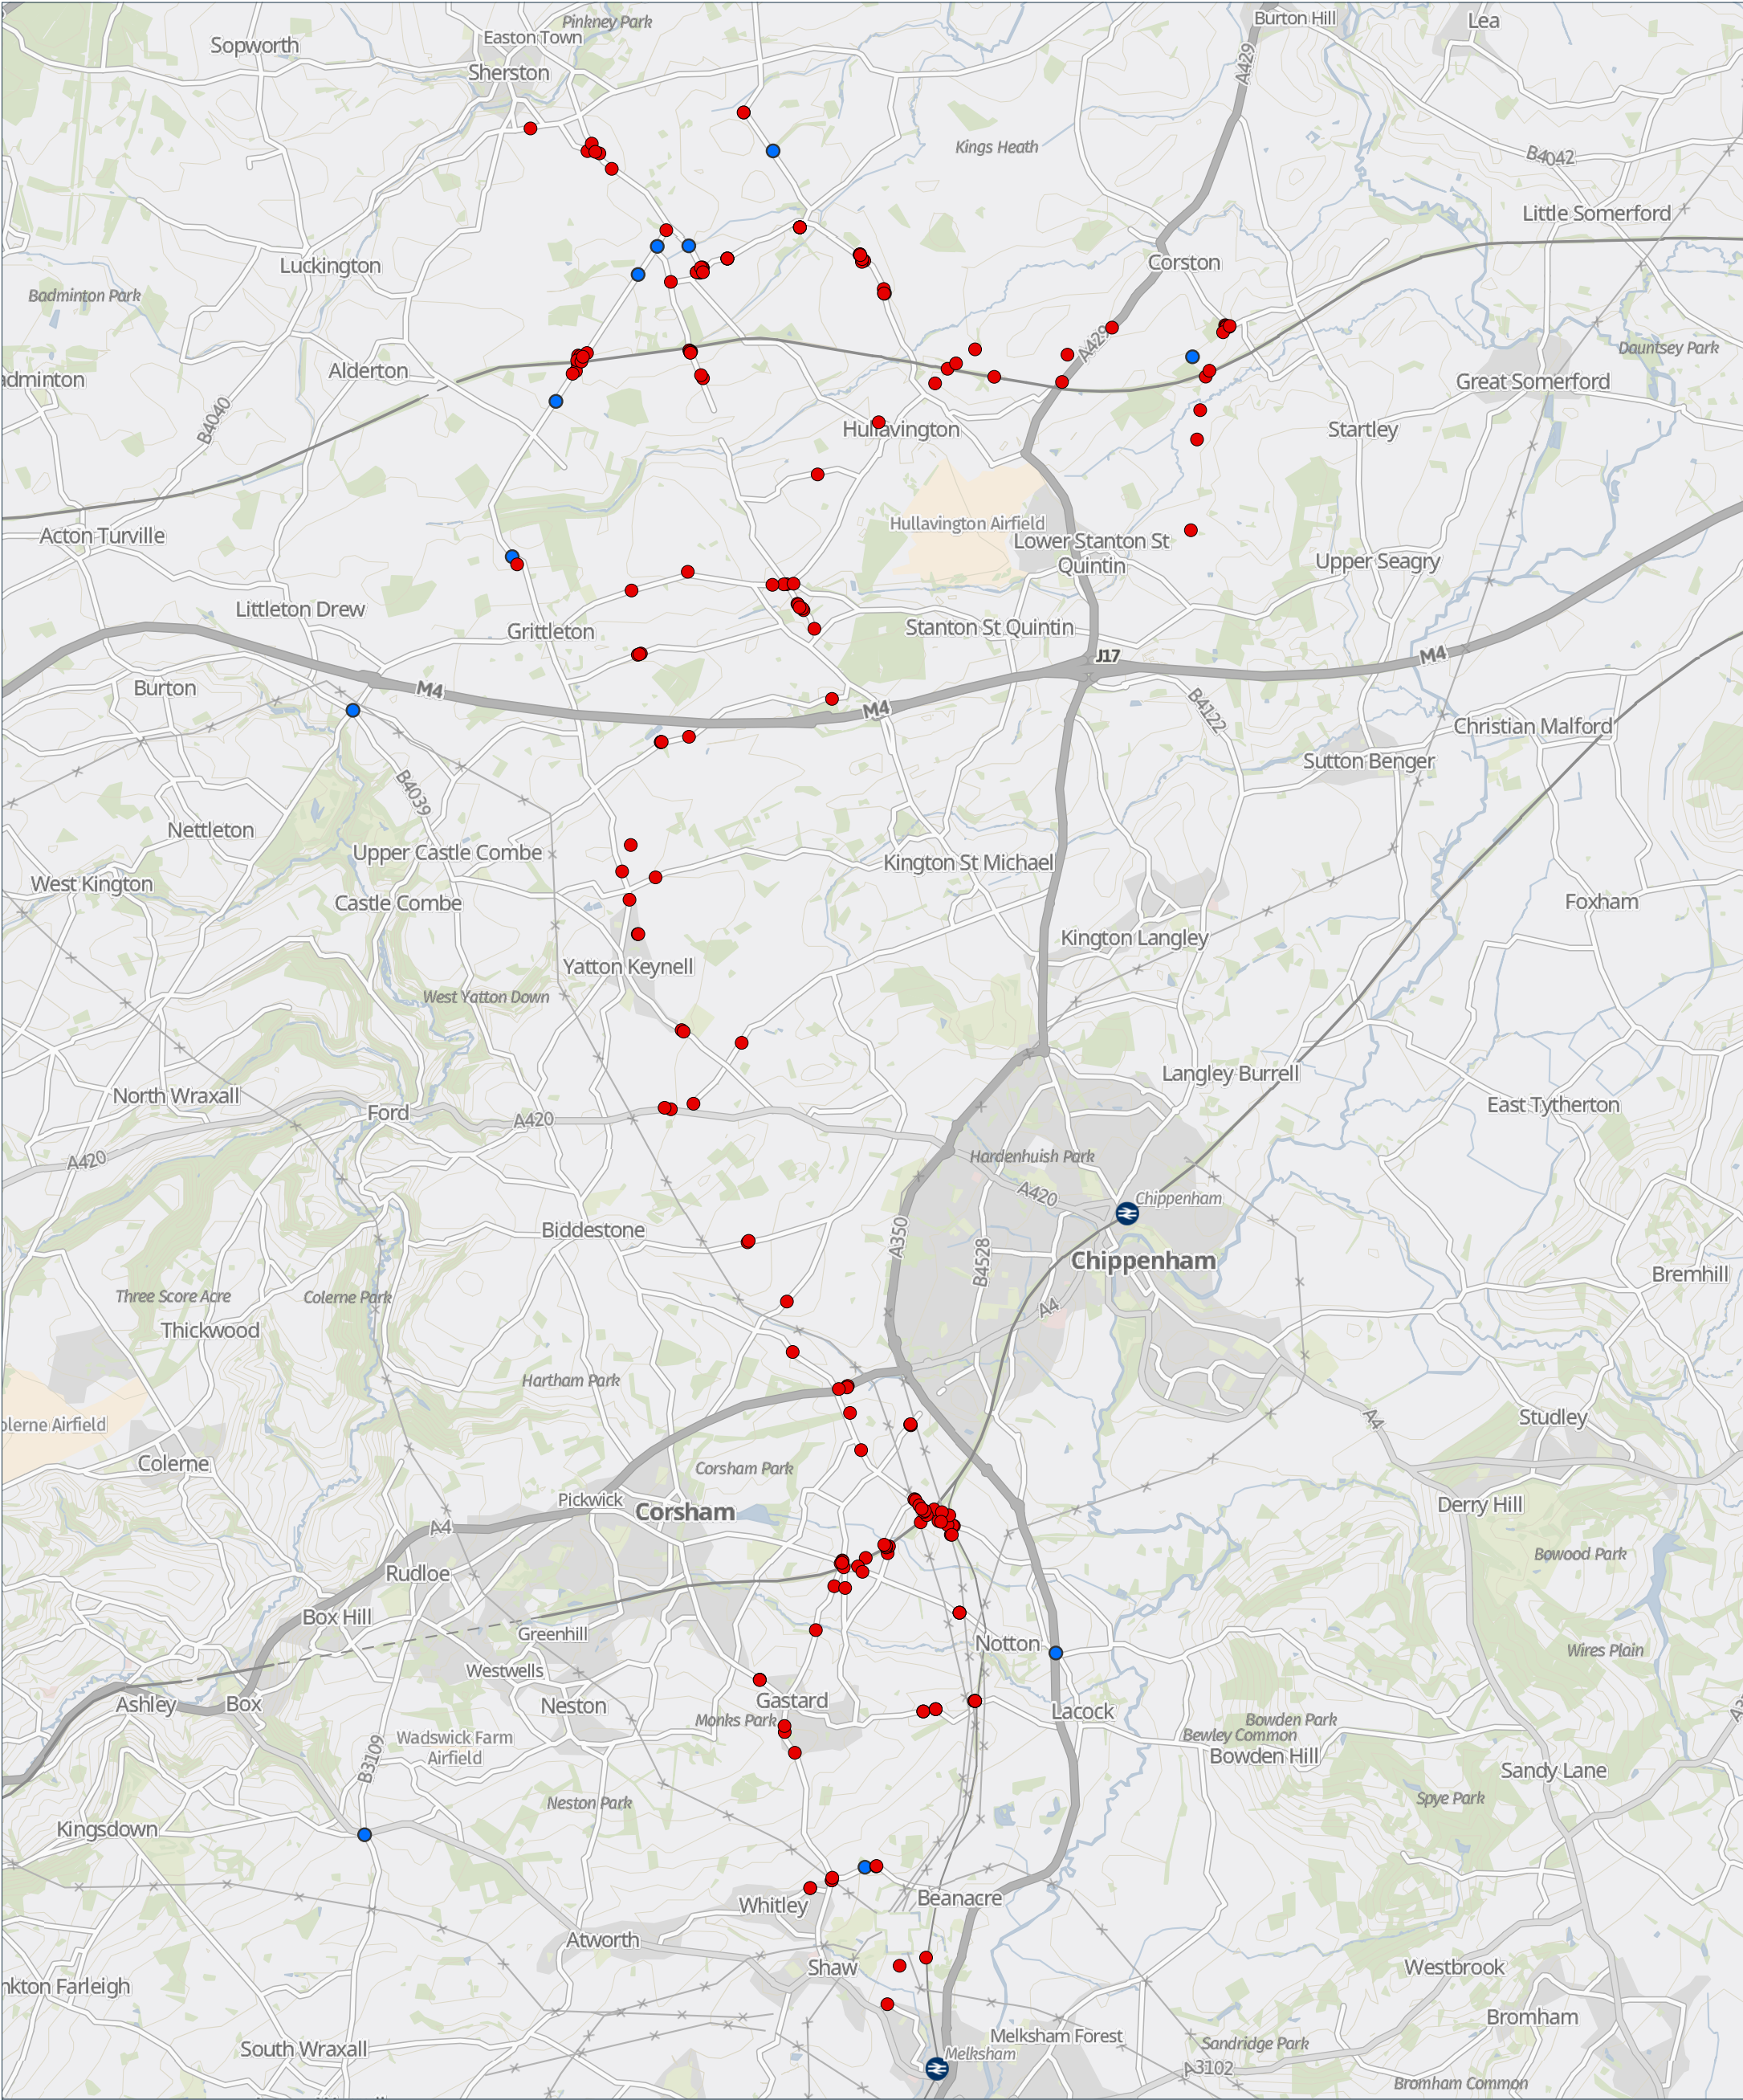 Pinkney Park
Burton Hill
Lea
Sopworth
Easton Town
Sherston
A429
Kings Heath
B4042
Little Somerford
Luckington
Corston
Badminton Park
A429
Dauntsey Park
Alderton
adminton
Great Somerford
B4040
Hullavington
Startley
Hullavington Airfield
Acton Turville
Lower Stanton St
Quintin
Upper Seagry
Littleton Drew
Grittleton
Stanton St Quintin
J17
M4
Burton
M4
M4
B4122
Christian Malford
Sutton Benger
B4039
Nettleton
Upper Castle Combe
Kington St Michael
West Kington
Castle Combe
Foxham
Kington Langley
Yatton Keynell
West Yatton Down
Langley Burrell
North Wraxall
Ford
A420
East Tytherton
A420
Hardenhuish Park
A420
Chippenham
Biddestone
A350
B4528
Chippenham
Bremhill
Three Score Acre
Colerne Park
A4
Thickwood
Hartham Park
olerne Airfield
A4
Studley
Colerne
Corsham Park
Pickwick
Corsham
Derry Hill
A4
Rudloe
Bowood Park
Box Hill
Greenhill
Notton
Wires Plain
Westwells
Ashley
Box
Neston
Gastard
Lacock
Monks Park
Bowden Park
Bewley Common
Wadswick Farm
Airfield
Bowden Hill
B3109
Sandy Lane
Neston Park
Spye Park
Kingsdown
Whitley
Beanacre
Atworth
Shaw
Westbrook
nkton Farleigh
Bromham
Melksham Forest
South Wraxall
Melksham
Sandridge Park
A3102
Bromham Common